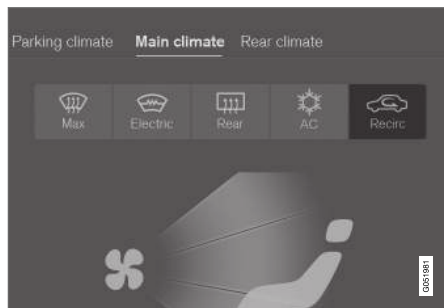 Parking climate Main climate Rear climate
Max Electric Rear AC Recirc
G051981